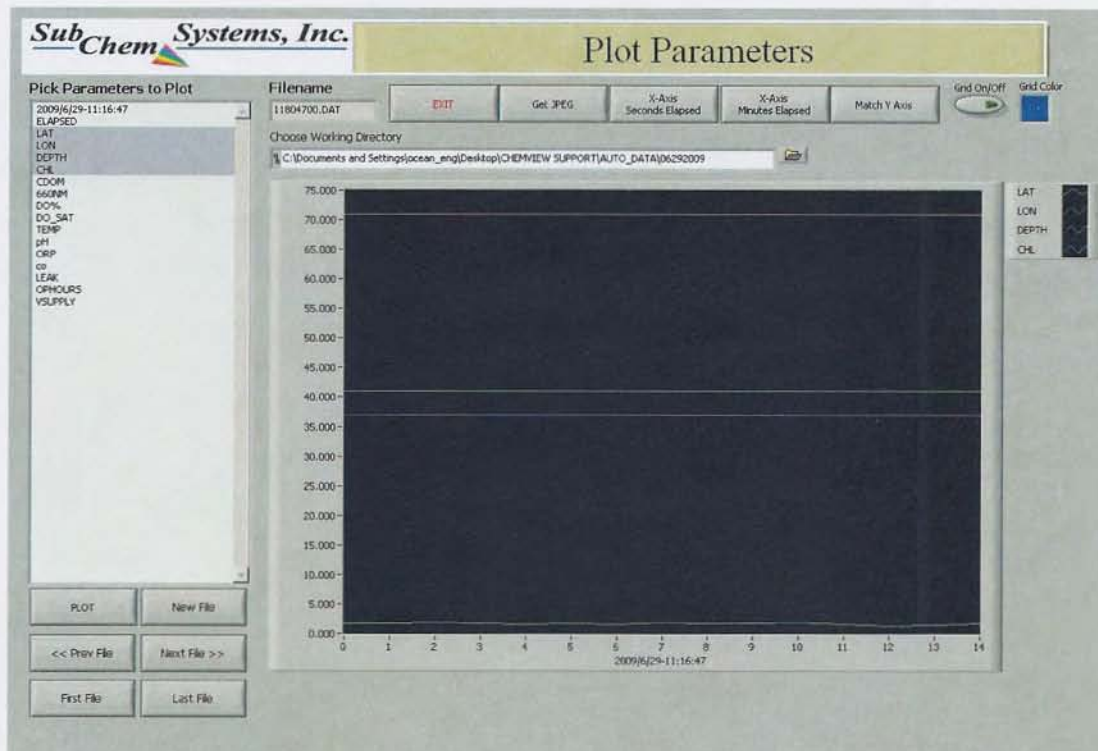 Sub Chem Systems, Inc.
Plot Parameters
Pick Parameters to Plot
2009/6/29-11:16:47
ELAPSED
LAT
LON
DEPTH
CHL
CDOM
660NM
DO%
DO_SAT
TEMP
pH
ORP
co
LEAK
OPHOURS
VSUPPLY
PLOT
New File
<< Prev File
Next File >>
First File
Last File
Filename
11804700.DAT
EXIT
Get JPEG
X-Axis
Seconds Elapsed
X-Axis
Minutes Elapsed
Match Y Axis
Grid On/Off
Grid Color
Choose Working Directory
C:\Documents and Settings\ocean_eng\Desktop\CHEMVIEW SUPPORT\AUTO_DATA\06292009
75.000
70.000
65.000
60.000
55.000
50.000
45.000
40.000
35.000
30.000
25.000
20.000
15.000
10.000
5.000
0.000
0 1 2 3 4 5 6 7 8 9 10 11 12 13 14
2009/6/29-11:16:47
LAT
LON
DEPTH
CHL